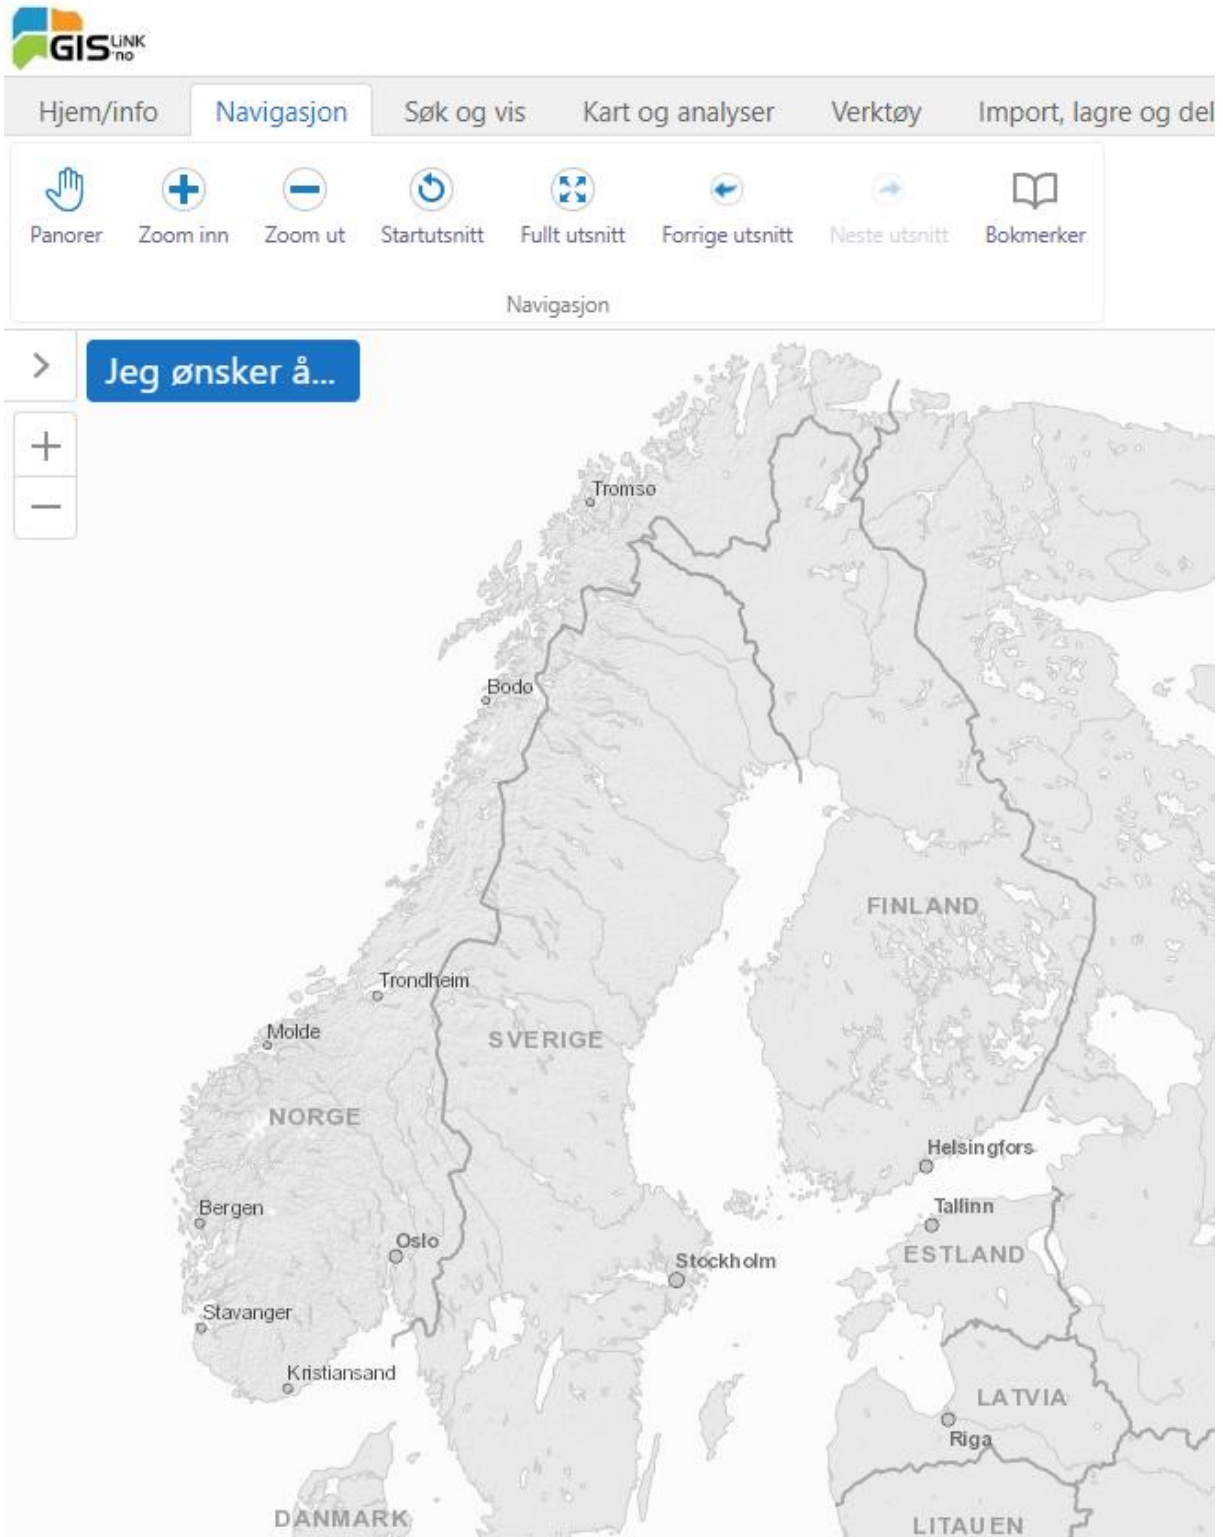 GIS LINK
.no
Hjem/info Navigasjon Søk og vis Kart og analyser Verktøy Import, lagre og del
Panorer Zoom inn Zoom ut Startutsnitt Fullt utsnitt Forrige utsnitt Neste utsnitt Bokmerker
Navigasjon
Jeg ønsker å...
Tromsø
Bodø
FINLAND
Trondheim
Molde
SVERIGE
NORGE
Helsingfors
Bergen
Tallinn
Oslo
ESTLAND
Stockholm
Stavanger
Kristiansand
LATVIA
Riga
DANMARK
LITAUEN